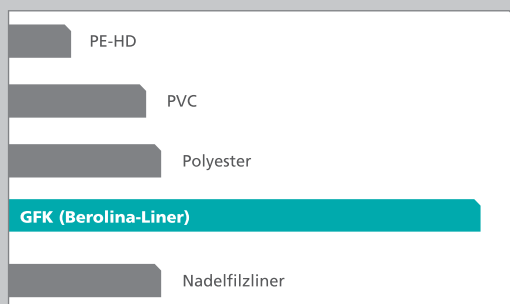 PE-HD
PVC
Polyester
GFK (Berolina-Liner)
Nadelfilzliner